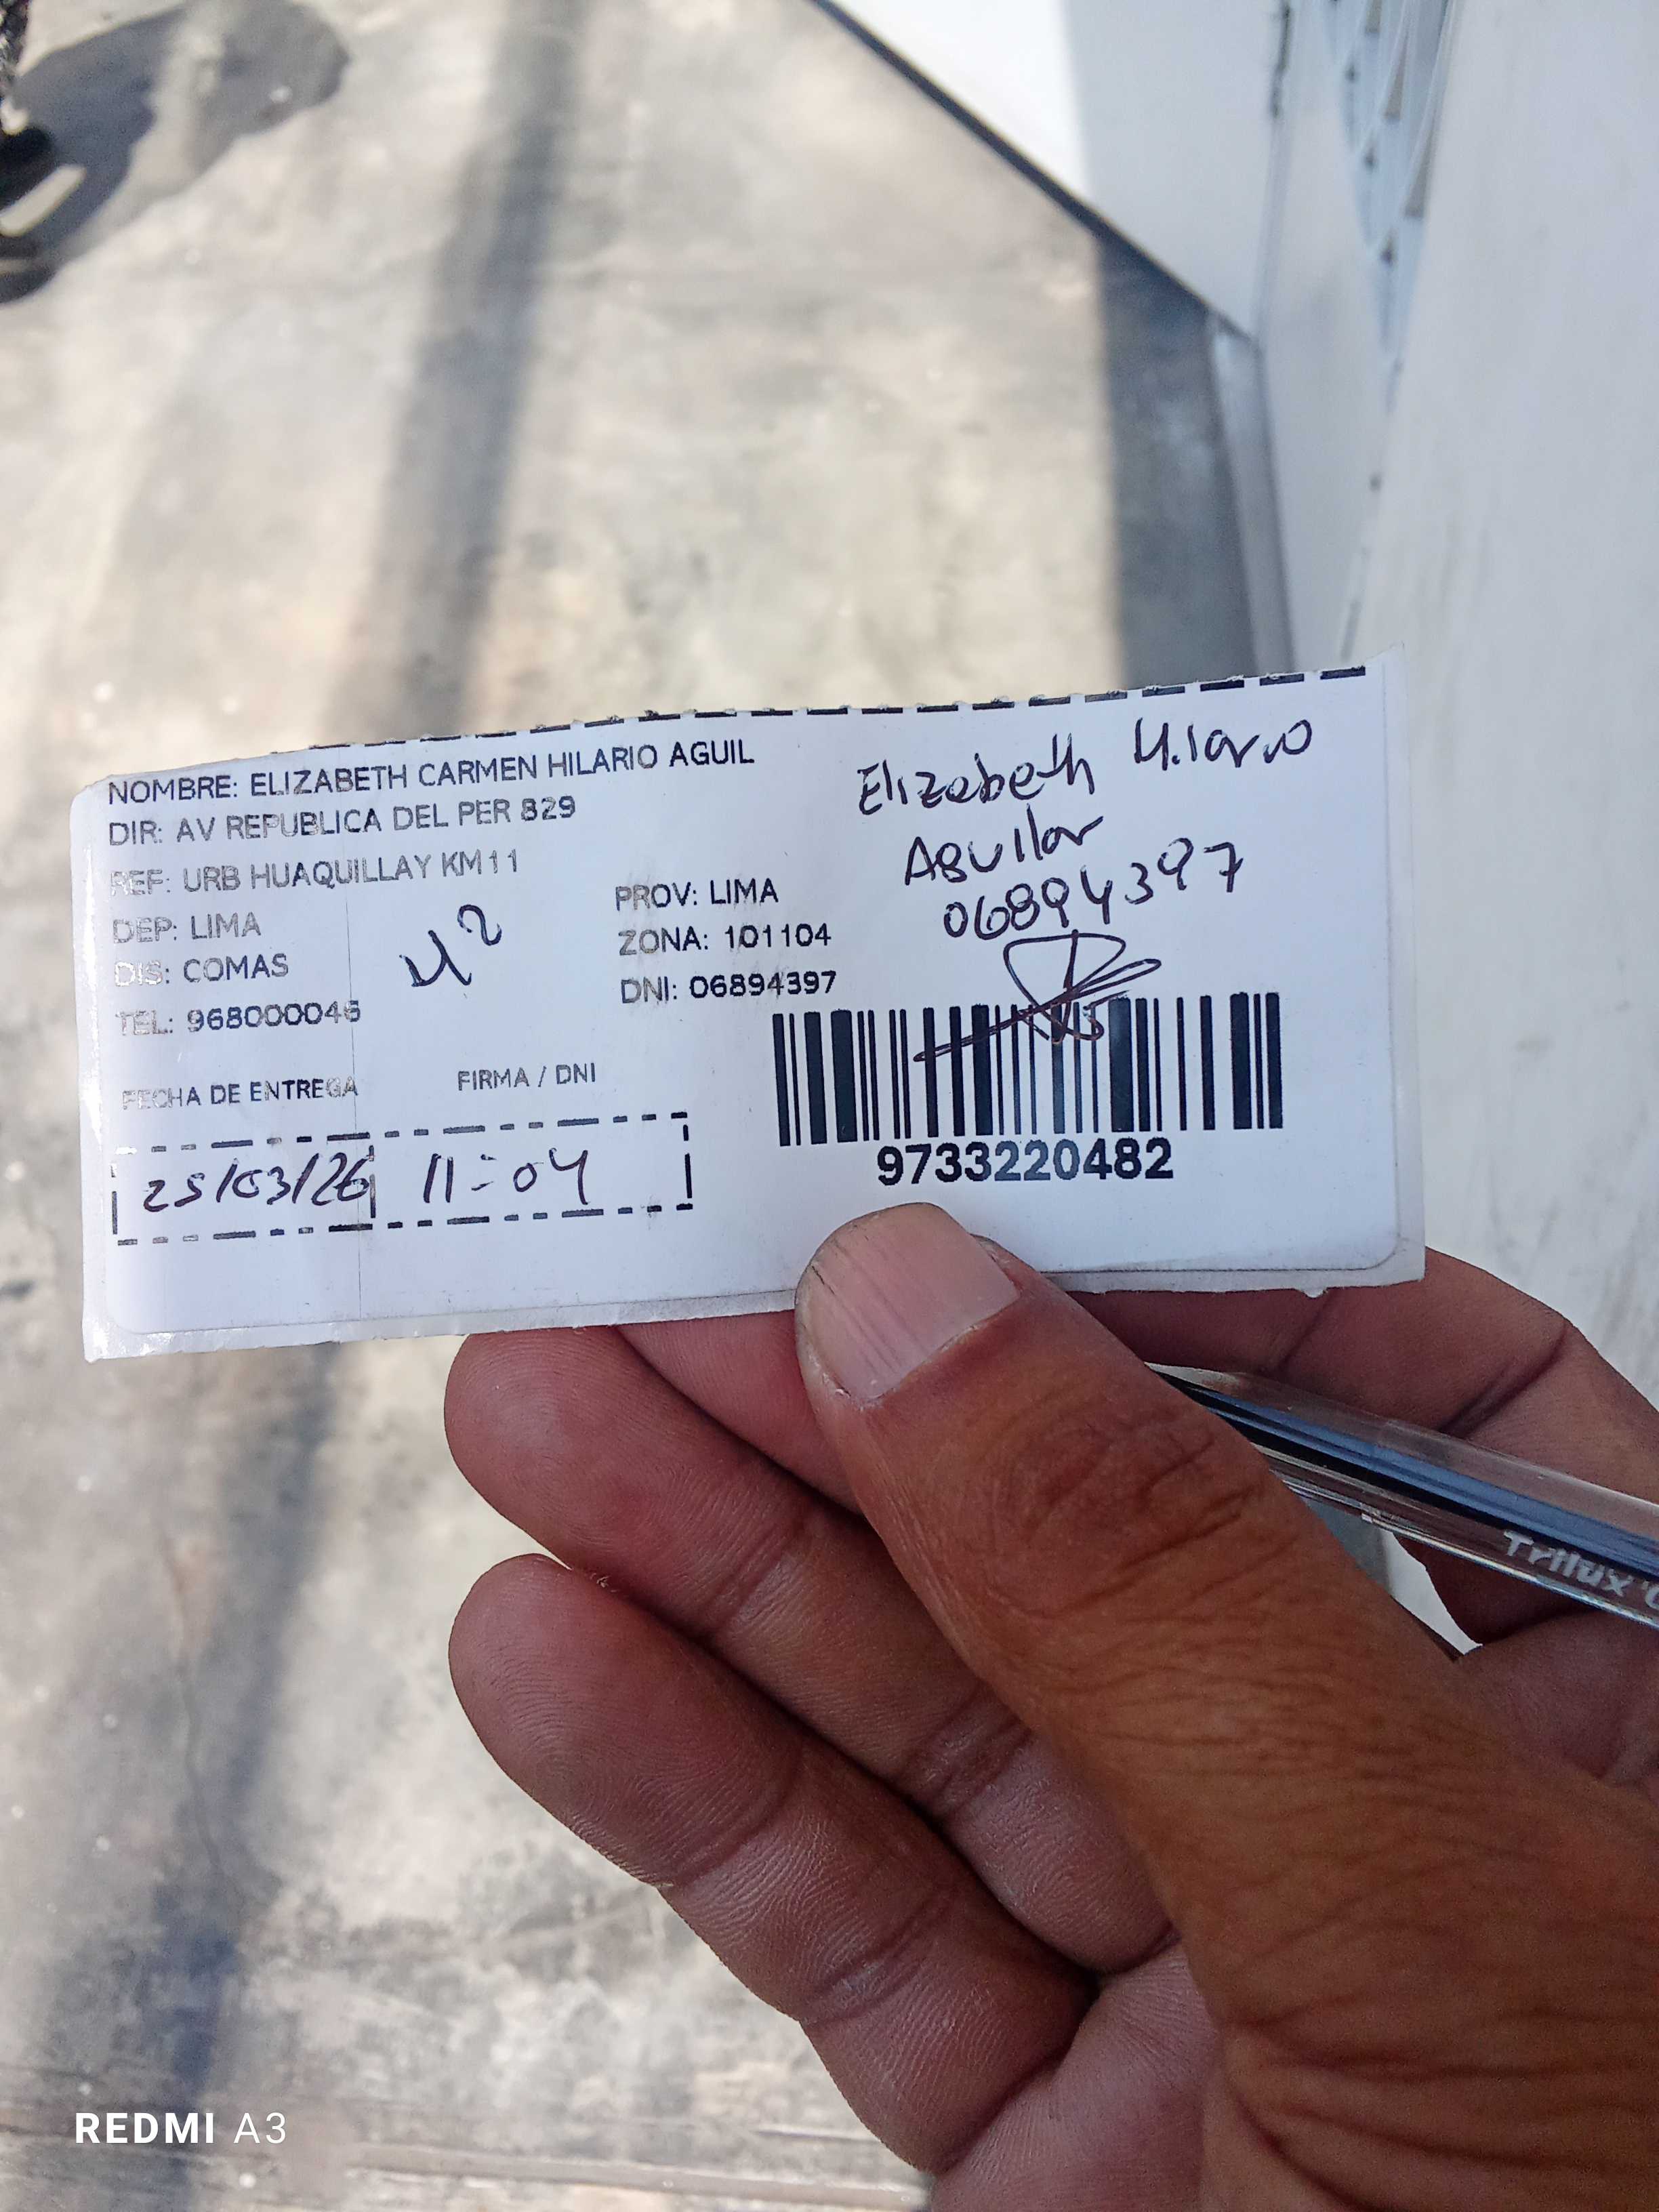 NOMBRE: ELIZABETH CARMEN HILARIO AGUIL
DIR: AV REPUBLICA DEL PER 829
REF: URB HUAQUILLAY KM11
DEP: LIMA
PROV: LIMA
DIS: COMAS
ZONA: 101104
TEL: 968000046
DNI: 06894397
FECHA DE ENTREGA
FIRMA / DNI
25/03/26 11:04
Elizabeth Hilario
Aguilar
06894397
9733220482
Trilux
REDMI A3